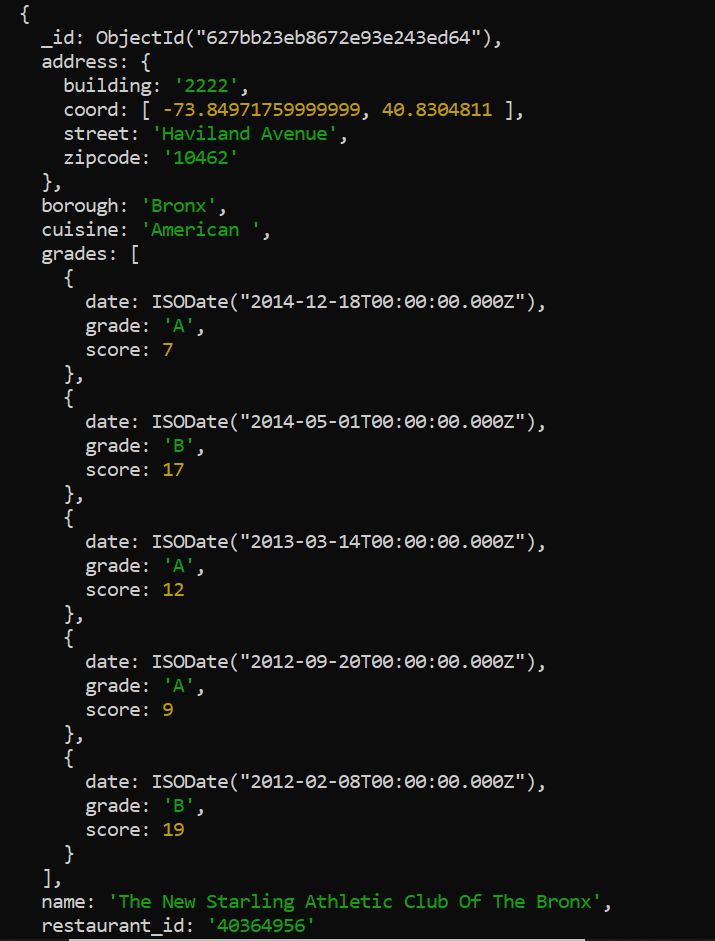 {
  _id: ObjectId("627bb23eb8672e93e243ed64"),
  address: {
    building: '2222',
    coord: [ -73.84971759999999, 40.8304811 ],
    street: 'Haviland Avenue',
    zipcode: '10462'
  },
  borough: 'Bronx',
  cuisine: 'American ',
  grades: [
    {
      date: ISODate("2014-12-18T00:00:00.000Z"),
      grade: 'A',
      score: 7
    },
    {
      date: ISODate("2014-05-01T00:00:00.000Z"),
      grade: 'B',
      score: 17
    },
    {
      date: ISODate("2013-03-14T00:00:00.000Z"),
      grade: 'A',
      score: 12
    },
    {
      date: ISODate("2012-09-20T00:00:00.000Z"),
      grade: 'A',
      score: 9
    },
    {
      date: ISODate("2012-02-08T00:00:00.000Z"),
      grade: 'B',
      score: 19
    }
  ],
  name: 'The New Starling Athletic Club Of The Bronx',
  restaurant_id: '40364956'